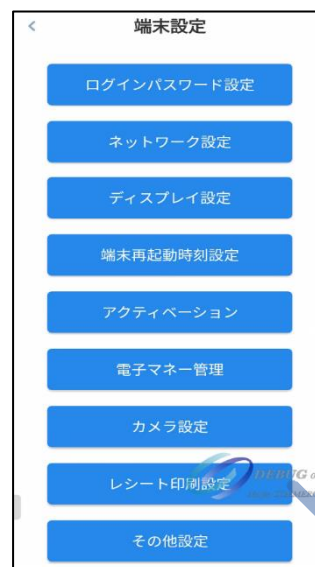 <
端末設定
ログインパスワード設定
ネットワーク設定
ディスプレイ設定
端末再起動時刻設定
アクティベーション
電子マネー管理
カメラ設定
レシート印刷設定
DEBUG
その他設定